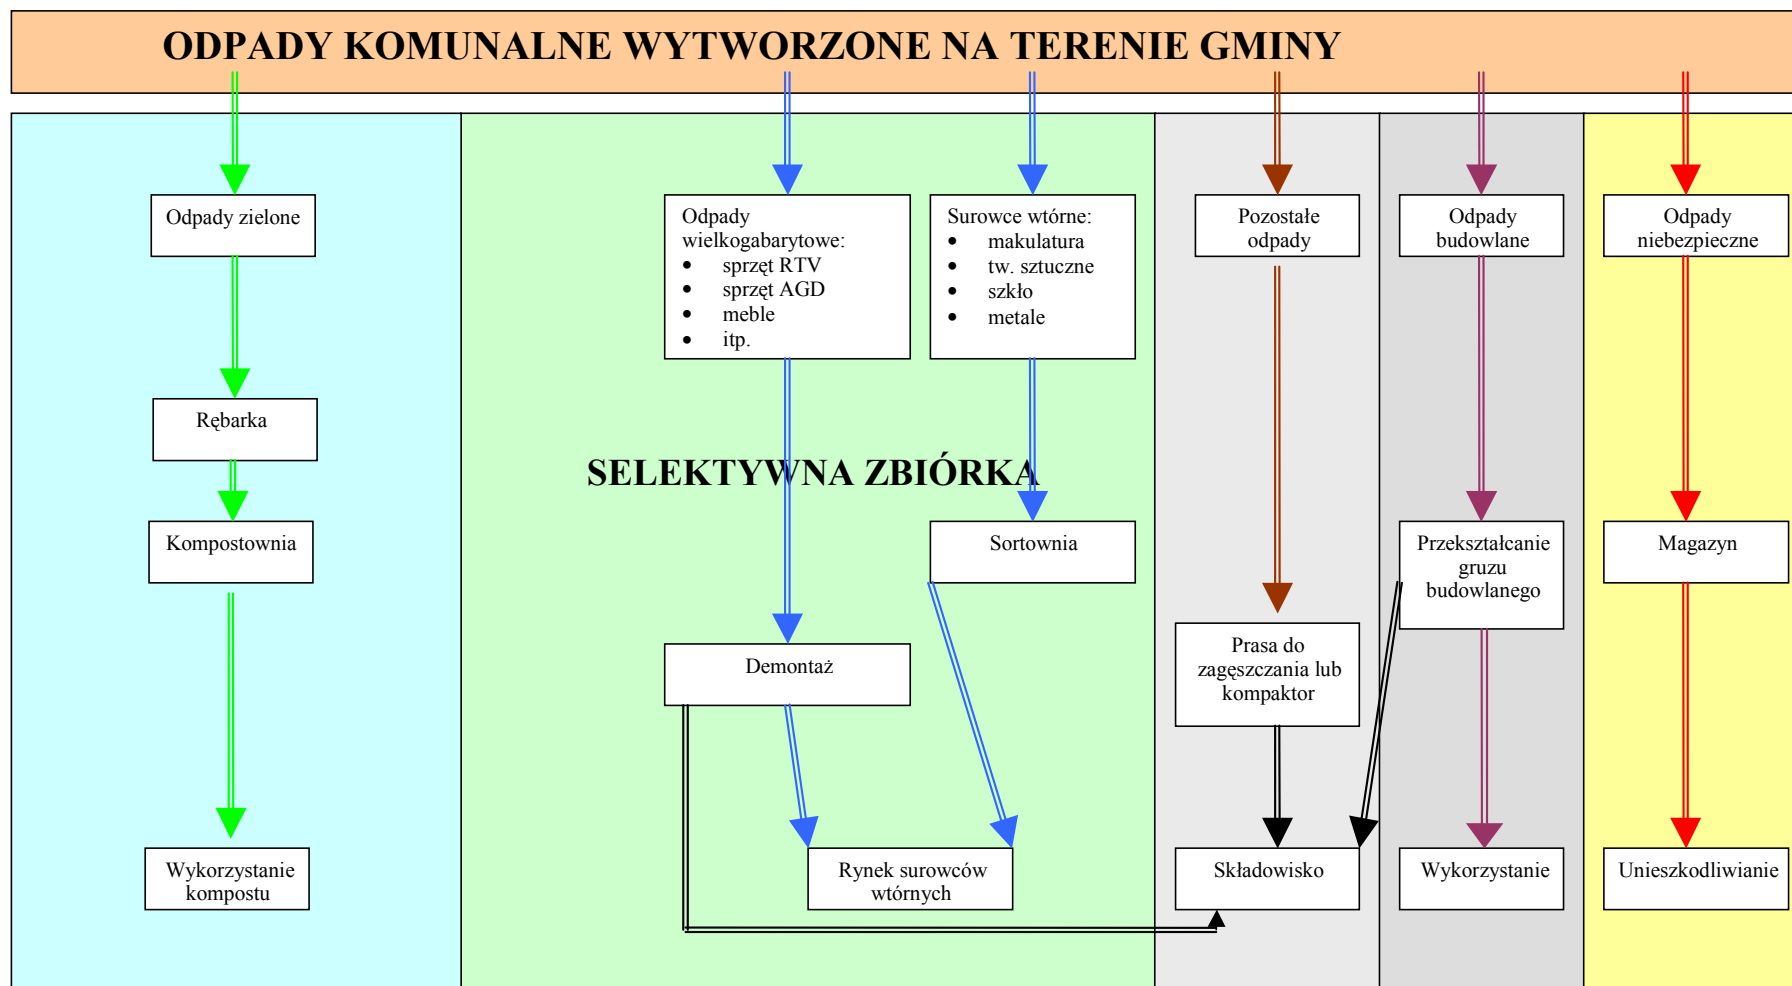 ODPADY KOMUNALNE WYTWORZONE NA TERENIE GMINY
Odpady zielone
Odpady
wielkogabarytowe:
• sprzęt RTV
• sprzęt AGD
• meble
• itp.
Surowce wtórne:
• makulatura
• tw. sztuczne
• szkło
• metale
Pozostałe
odpady
Odpady
budowlane
Odpady
niebezpieczne
Rębarka
SELEKTYWNA ZBIÓRKA
Kompostownia
Sortownia
Przekształcanie
gruzu
budowlanego
Magazyn
Demontaż
Prasa do
zagęszczania lub
kompaktor
Wykorzystanie
kompostu
Rynek surowców
wtórnych
Składowisko
Wykorzystanie
Unieszkodliwianie